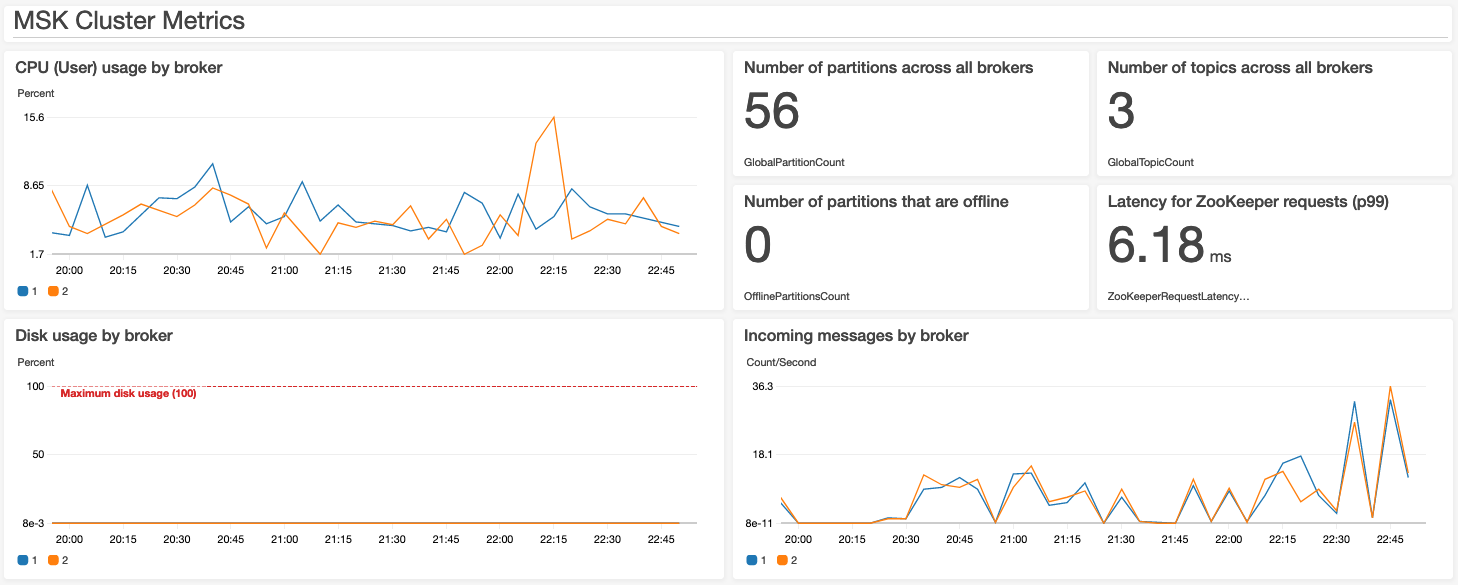 MSK Cluster Metrics
CPU (User) usage by broker
Percent
15.6
8.65
1.7
20:00 20:15 20:30 20:45 21:00 21:15 21:30 21:45 22:00 22:15 22:30 22:45
1 2
Number of partitions across all brokers
56
GlobalPartitionCount
Number of topics across all brokers
3
GlobalTopicCount
Number of partitions that are offline
0
OfflinePartitionsCount
Latency for ZooKeeper requests (p99)
6.18 ms
ZooKeeperRequestLatency...
Disk usage by broker
Percent
100
Maximum disk usage (100)
50
8e-3
20:00 20:15 20:30 20:45 21:00 21:15 21:30 21:45 22:00 22:15 22:30 22:45
1 2
Incoming messages by broker
Count/Second
36.3
18.1
8e-11
20:00 20:15 20:30 20:45 21:00 21:15 21:30 21:45 22:00 22:15 22:30 22:45
1 2